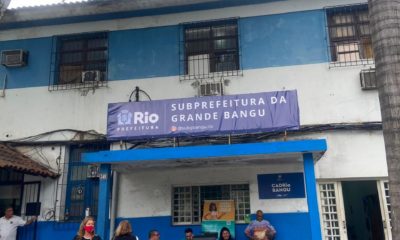 Rio
PREFEITURA
SUBPREFEITURA DA
GRANDE BANGU
CADRio
BANGU